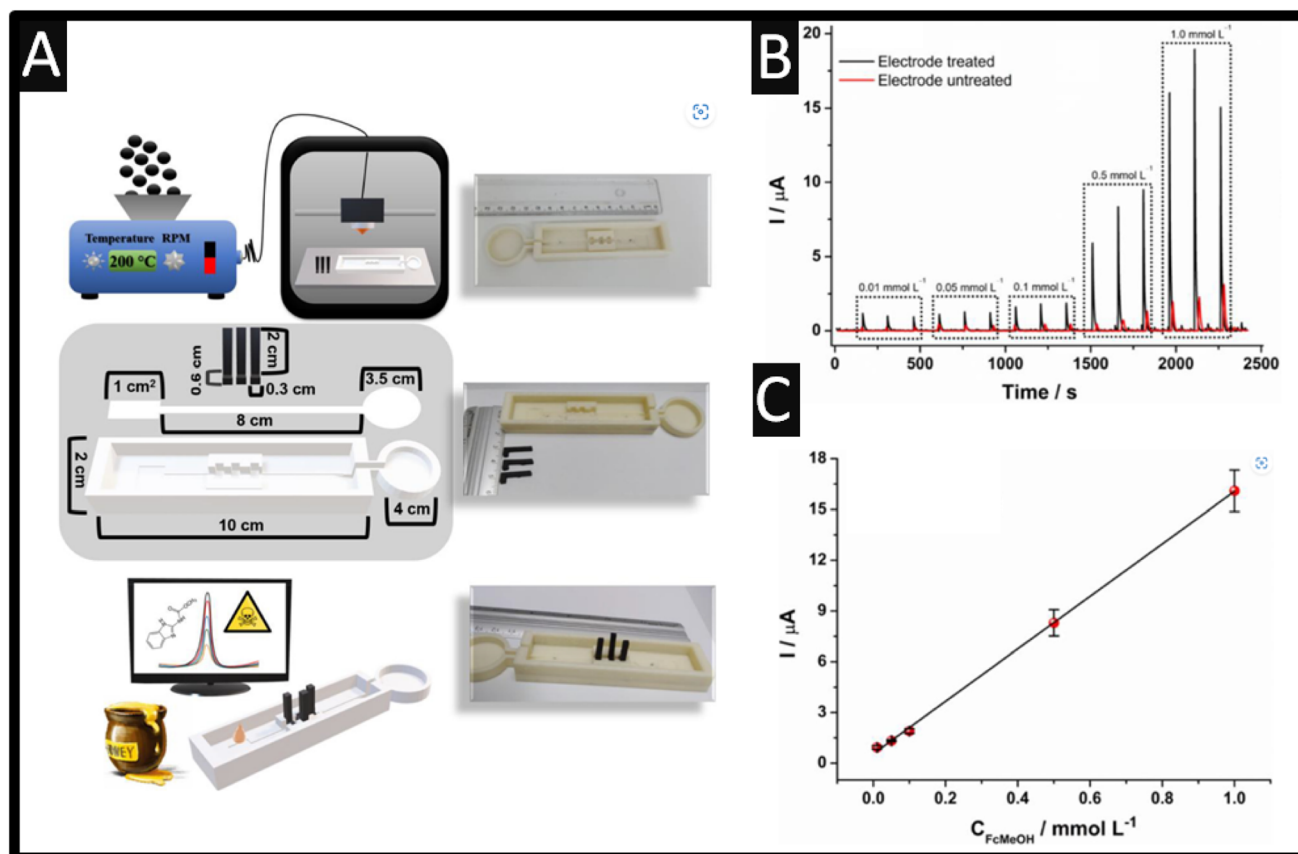 A
Temperature RPM
200 °C
0.6 cm
2 cm
0.3 cm
1 cm²
3.5 cm
8 cm
2 cm
10 cm
4 cm
B
Electrode treated
Electrode untreated
0.01 mmol L⁻¹
0.05 mmol L⁻¹
0.1 mmol L⁻¹
0.5 mmol L⁻¹
1.0 mmol L⁻¹
I / µA
20
15
10
5
0
0 500 1000 1500 2000 2500
Time / s
C
I / µA
18
15
12
9
6
3
0
0.0 0.2 0.4 0.6 0.8 1.0
C_FcMeOH / mmol L⁻¹